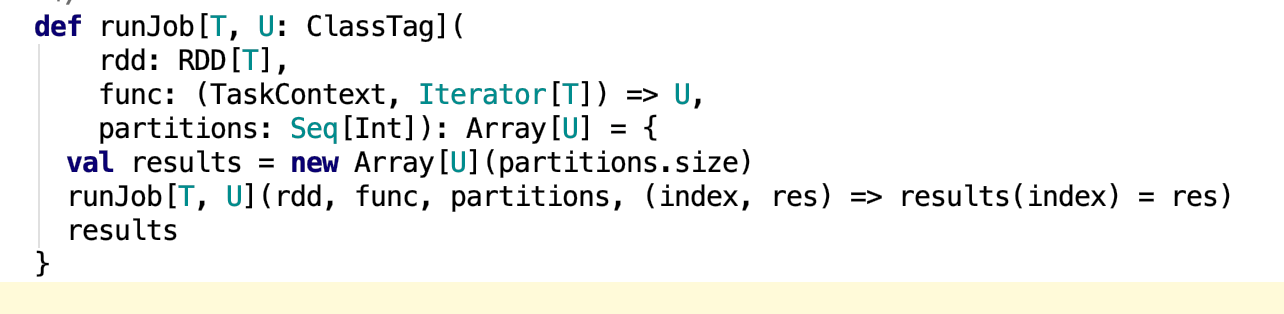 */
def runJob[T, U: ClassTag](
    rdd: RDD[T],
    func: (TaskContext, Iterator[T]) => U,
    partitions: Seq[Int]): Array[U] = {
  val results = new Array[U](partitions.size)
  runJob[T, U](rdd, func, partitions, (index, res) => results(index) = res)
  results
}